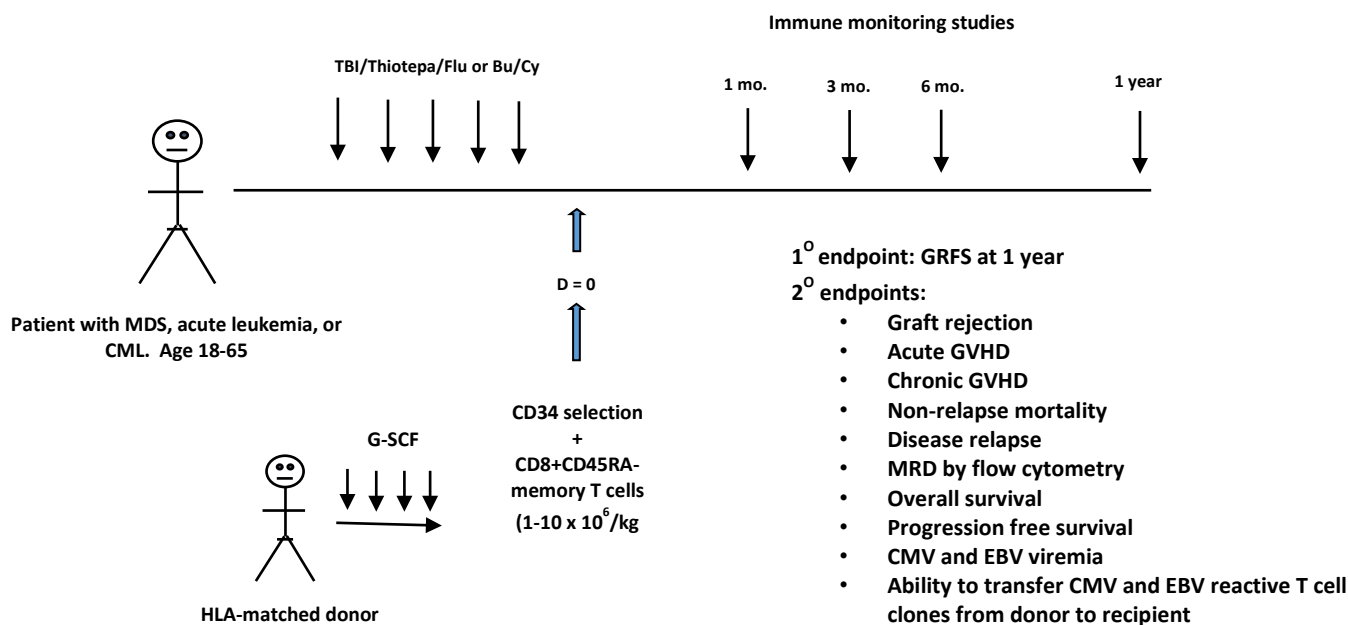 Immune monitoring studies
TBI/Thiotepa/Flu or Bu/Cy
1 mo.
3 mo.
6 mo.
1 year
D = 0
Patient with MDS, acute leukemia, or
CML.  Age 18-65
G-SCF
HLA-matched donor
CD34 selection
+
CD8+CD45RA-
memory T cells
(1-10 x 10^6/kg
1^O endpoint: GRFS at 1 year
2^O endpoints:
• Graft rejection
• Acute GVHD
• Chronic GVHD
• Non-relapse mortality
• Disease relapse
• MRD by flow cytometry
• Overall survival
• Progression free survival
• CMV and EBV viremia
• Ability to transfer CMV and EBV reactive T cell
clones from donor to recipient